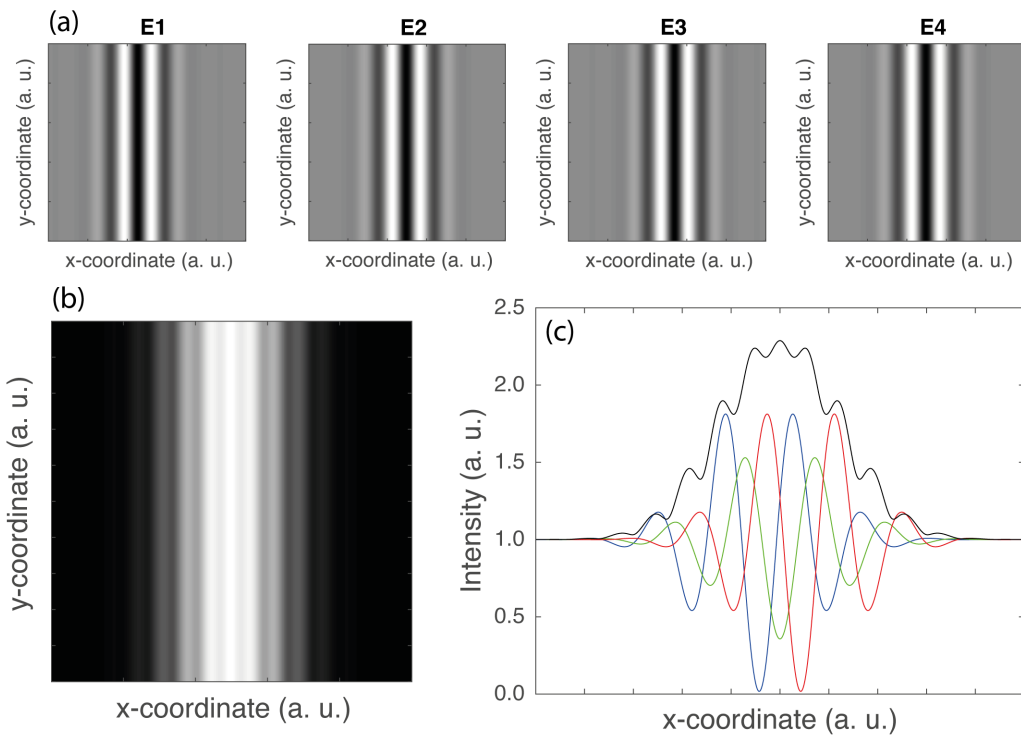 (a)
E1
E2
E3
E4
y-coordinate (a. u.)
y-coordinate (a. u.)
y-coordinate (a. u.)
y-coordinate (a. u.)
x-coordinate (a. u.)
x-coordinate (a. u.)
x-coordinate (a. u.)
x-coordinate (a. u.)
(b)
y-coordinate (a. u.)
x-coordinate (a. u.)
(c)
Intensity (a. u.)
2.5
2.0
1.5
1.0
0.5
0.0
x-coordinate (a. u.)